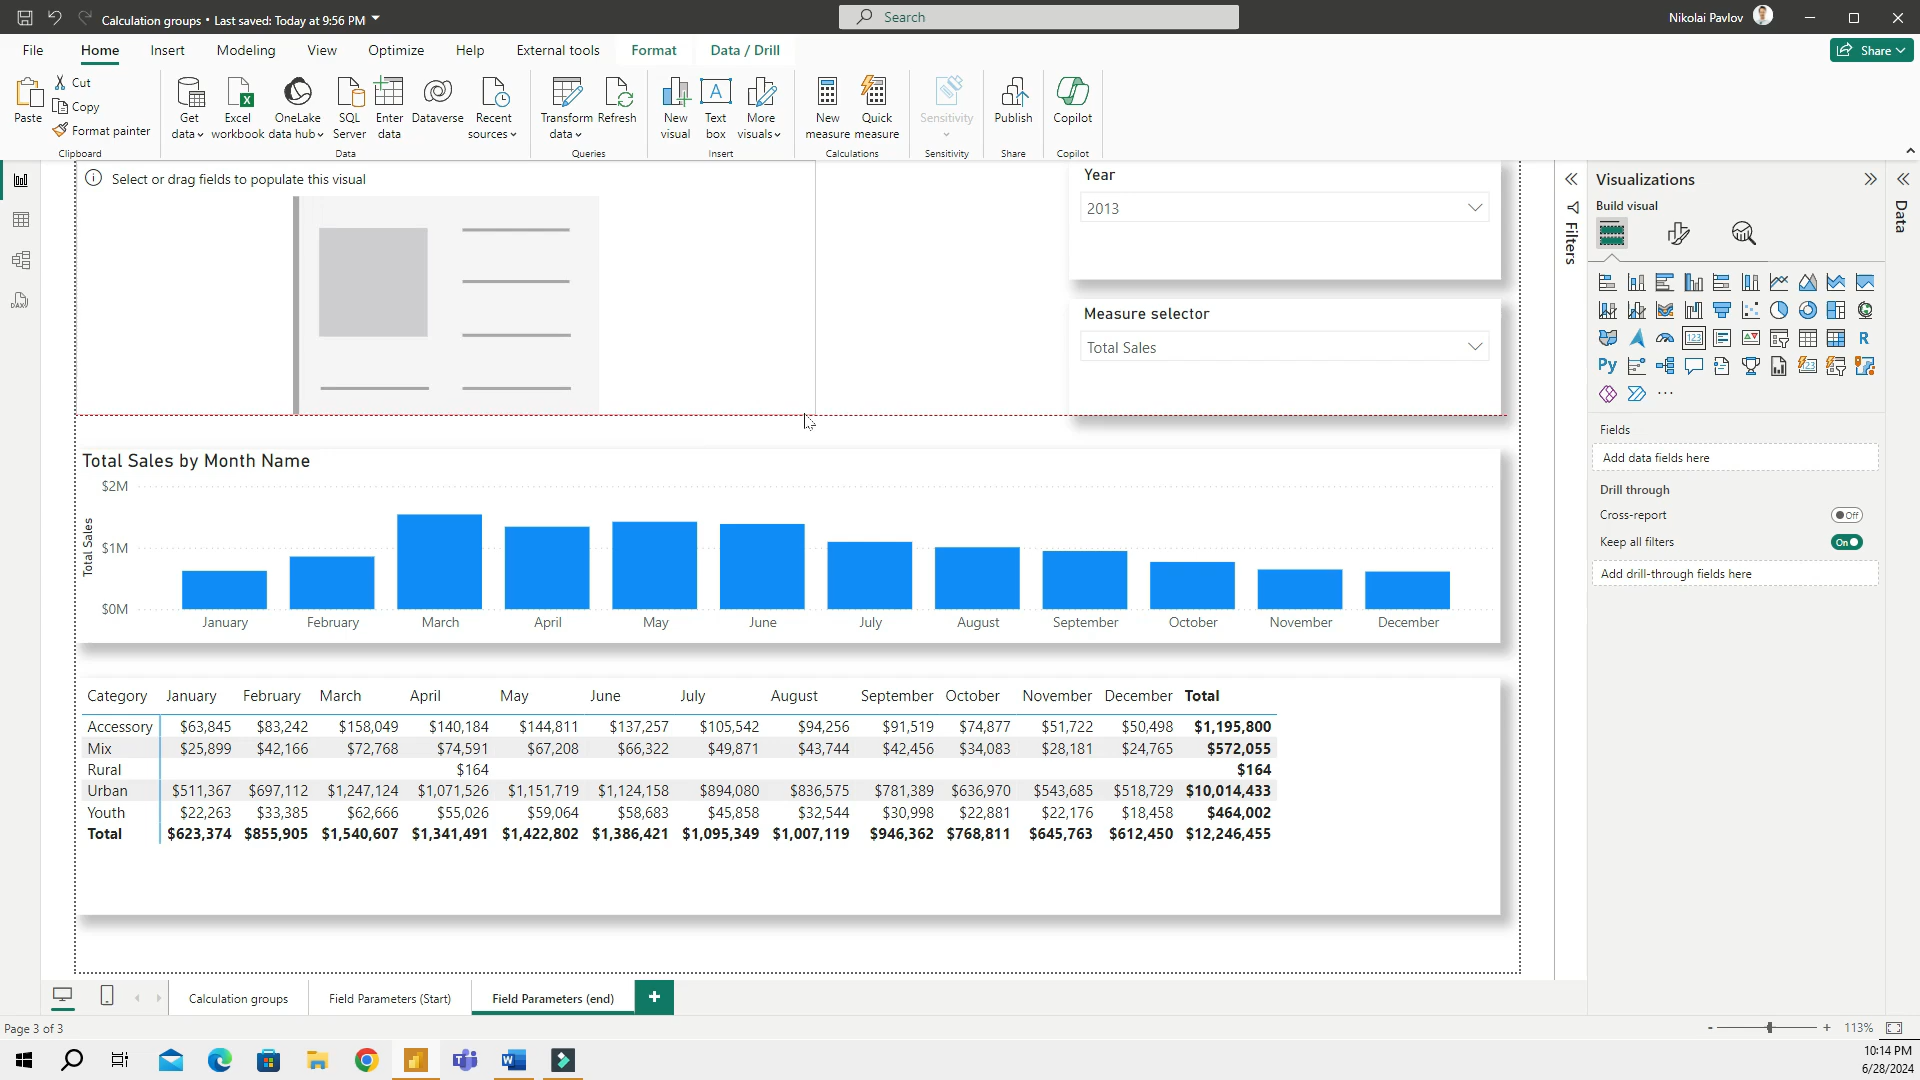 Calculation groups • Last saved: Today at 9:56 PM
Search
Nikolai Pavlov
File Home Insert Modeling View Optimize Help External tools Format Data / Drill
Share
Paste
Cut
Copy
Format painter
Clipboard
Get data
Excel workbook
OneLake data hub
SQL Server
Enter data
Dataverse
Recent sources
Data
Transform data
Refresh
Queries
New visual
Text box
More visuals
Insert
New measure
Quick measure
Calculations
Sensitivity
Sensitivity
Publish
Share
Copilot
Copilot
Select or drag fields to populate this visual
Year
2013
Measure selector
Total Sales
Total Sales by Month Name
Total Sales
$2M
$1M
$0M
January February March April May June July August September October November December
Category January February March April May June July August September October November December Total
Accessory $63,845 $83,242 $158,049 $140,184 $144,811 $137,257 $105,542 $94,256 $91,519 $74,877 $51,722 $50,498 $1,195,800
Mix $25,899 $42,166 $72,768 $74,591 $67,208 $66,322 $49,871 $43,744 $42,456 $34,083 $28,181 $24,765 $572,055
Rural $164 $164
Urban $511,367 $697,112 $1,247,124 $1,071,526 $1,151,719 $1,124,158 $894,080 $836,575 $781,389 $636,970 $543,685 $518,729 $10,014,433
Youth $22,263 $33,385 $62,666 $55,026 $59,064 $58,683 $45,858 $32,544 $30,998 $22,881 $22,176 $18,458 $464,002
Total $623,374 $855,905 $1,540,607 $1,341,491 $1,422,802 $1,386,421 $1,095,349 $1,007,119 $946,362 $768,811 $645,763 $612,450 $12,246,455
Filters
Visualizations
Build visual
R
Py
Fields
Add data fields here
Drill through
Cross-report Off
Keep all filters On
Add drill-through fields here
Data
Calculation groups
Field Parameters (Start)
Field Parameters (end)
Page 3 of 3
113%
10:14 PM
6/28/2024